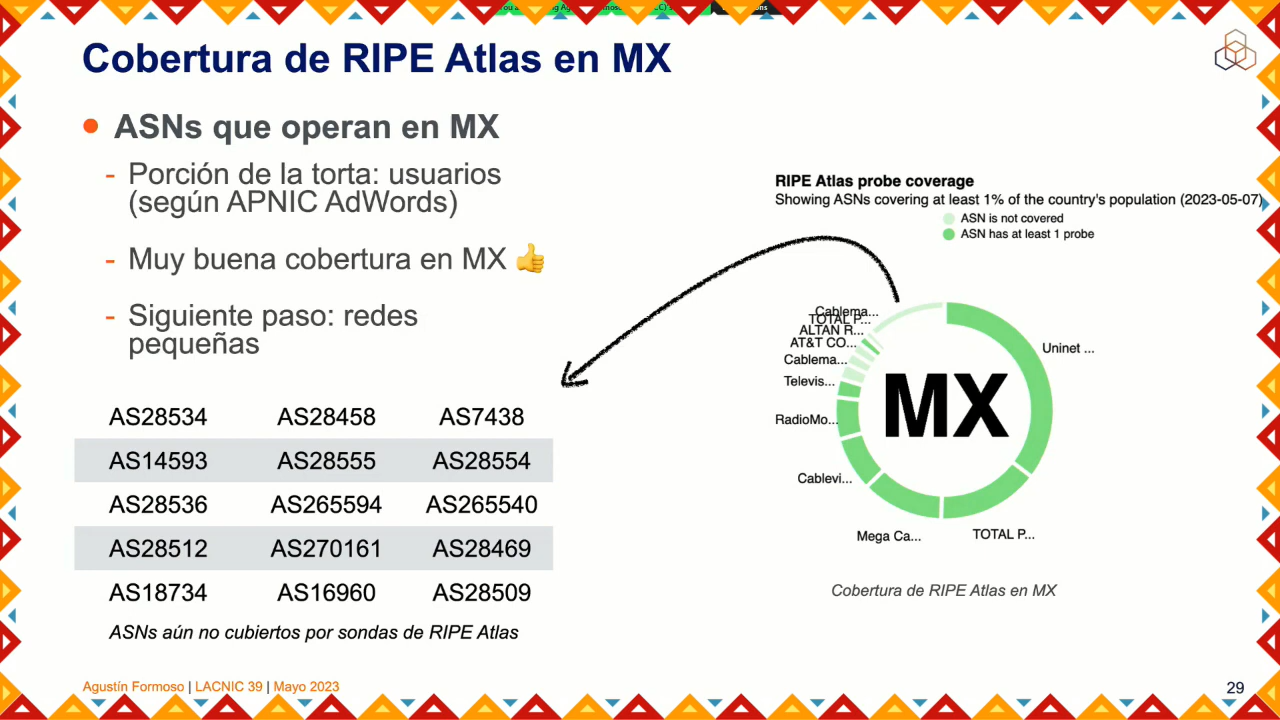 Cobertura de RIPE Atlas en MX
● ASNs que operan en MX
- Porción de la torta: usuarios
(según APNIC AdWords)
- Muy buena cobertura en MX 👍
- Siguiente paso: redes
pequeñas
AS28534 AS28458 AS7438
AS14593 AS28555 AS28554
AS28536 AS265594 AS265540
AS28512 AS270161 AS28469
AS18734 AS16960 AS28509
ASNs aún no cubiertos por sondas de RIPE Atlas
RIPE Atlas probe coverage
Showing ASNs covering at least 1% of the country's population (2023-05-07)
ASN is not covered
ASN has at least 1 probe
Cablema...
TOTAL P...
ALTAN R...
AT&T CO...
Cablema...
Televis...
RadioMo...
Cablevi...
Mega Ca...
TOTAL P...
Uninet ...
MX
Cobertura de RIPE Atlas en MX
Agustín Formoso | LACNIC 39 | Mayo 2023
29